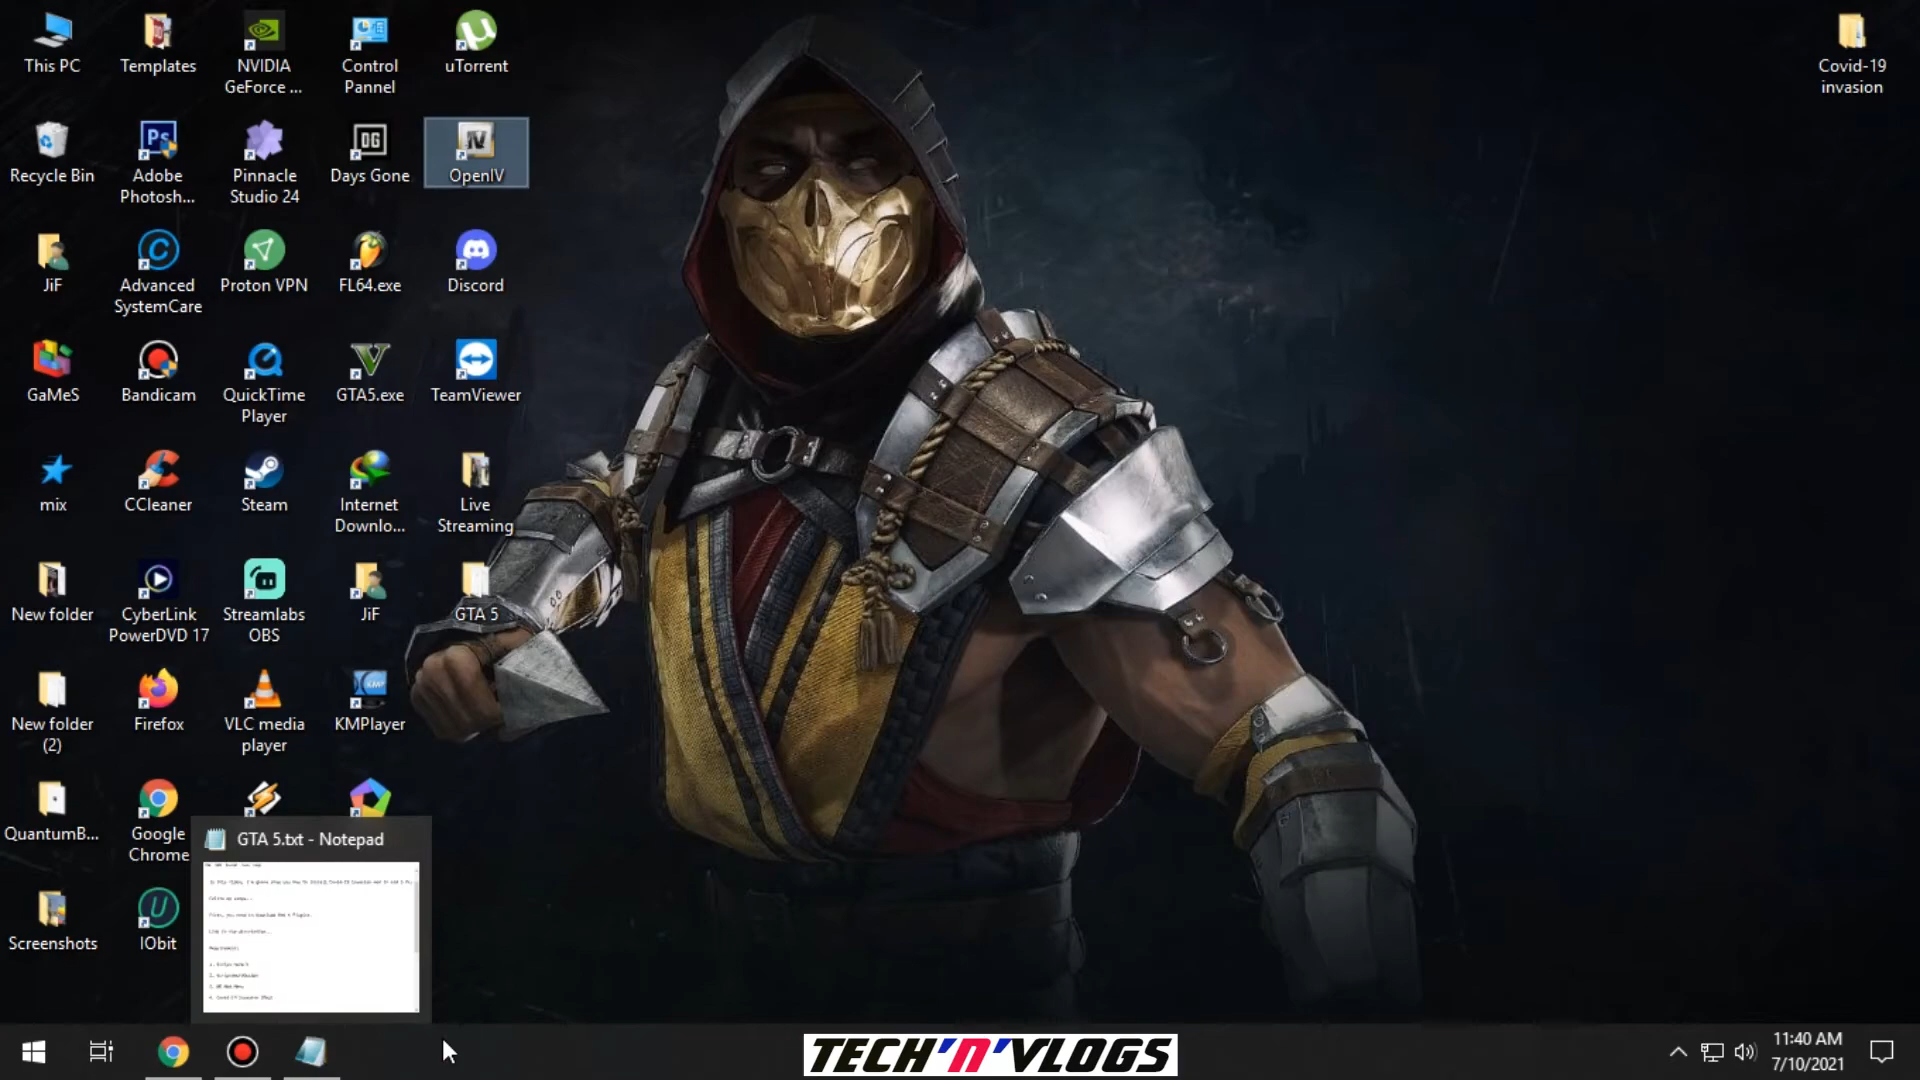 This PC
Templates
NVIDIA
GeForce ...
Control
Pannel
uTorrent
Covid-19
invasion
Recycle Bin
Adobe
Photosh...
Pinnacle
Studio 24
Days Gone
OpenIV
JiF
Advanced
SystemCare
Proton VPN
FL64.exe
Discord
GaMeS
Bandicam
QuickTime
Player
GTA5.exe
TeamViewer
mix
CCleaner
Steam
Internet
Downlo...
Live
Streaming
New folder
CyberLink
PowerDVD 17
Streamlabs
OBS
JiF
GTA 5
New folder
(2)
Firefox
VLC media
player
KMPlayer
QuantumB...
Google
Chrome
GTA 5.txt - Notepad
Screenshots
IObit
TECH'N'VLOGS
11:40 AM
7/10/2021